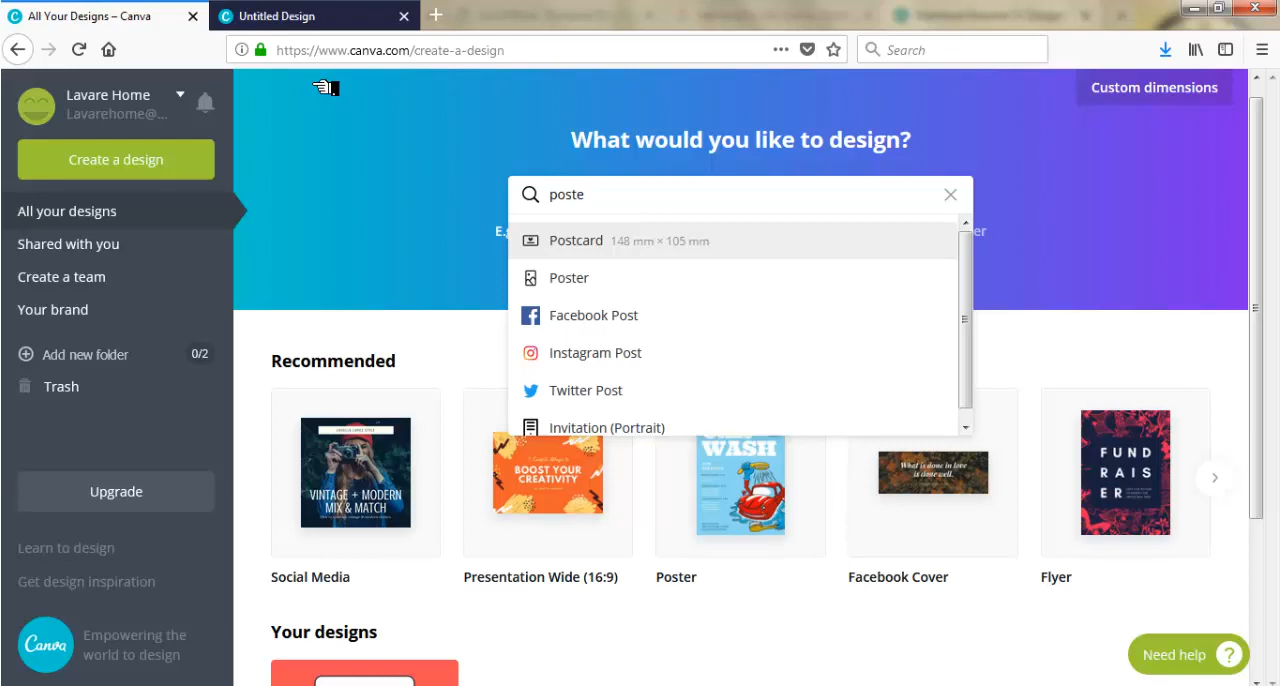 All Your Designs – Canva
Untitled Design
https://www.canva.com/create-a-design
Search
Lavare Home
Lavarehome@...
Create a design
All your designs
Shared with you
Create a team
Your brand
Add new folder 0/2
Trash
Upgrade
Learn to design
Get design inspiration
Canva
Empowering the
world to design
Custom dimensions
What would you like to design?
poste
E.g
er
Postcard 148 mm × 105 mm
Poster
Facebook Post
Instagram Post
Twitter Post
Invitation (Portrait)
Recommended
VINTAGE + MODERN
MIX & MATCH
Social Media
BOOST YOUR
CREATIVITY
Presentation Wide (16:9)
WASH
Poster
What is done in love
is done well.
Facebook Cover
FUND
RAIS
ER
Flyer
Your designs
Need help ?